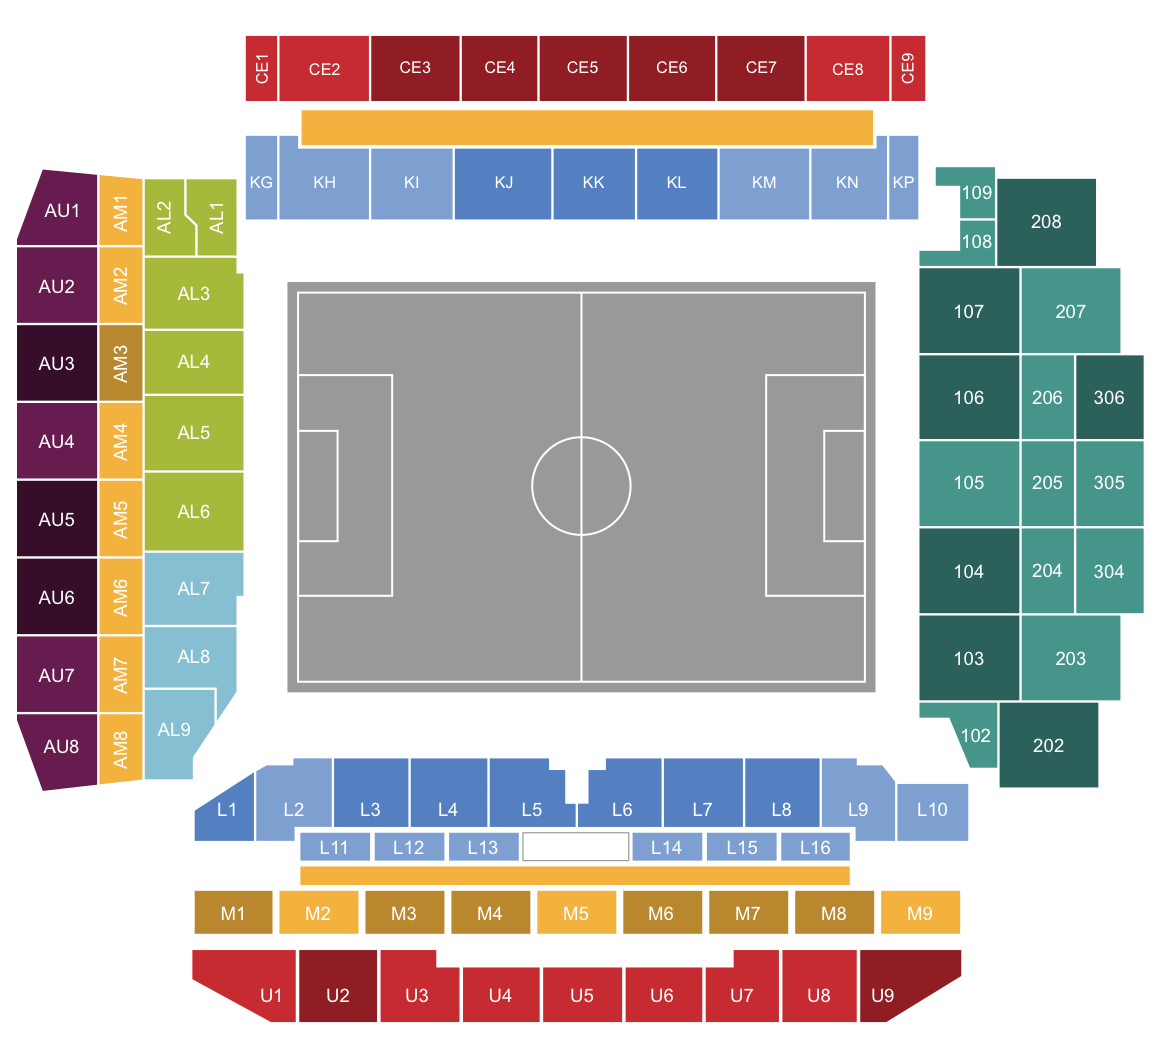 CE1 CE2 CE3 CE4 CE5 CE6 CE7 CE8 CE9
KG KH KI KJ KK KL KM KN KP
AU1 AM1 AL2 AL1
AU2 AM2 AL3
AU3 AM3 AL4
AU4 AM4 AL5
AU5 AM5 AL6
AU6 AM6 AL7
AU7 AM7 AL8
AU8 AM8 AL9
109 208
108
107 207
106 206 306
105 205 305
104 204 304
103 203
102 202
L1 L2 L3 L4 L5 L6 L7 L8 L9 L10
L11 L12 L13 L14 L15 L16
M1 M2 M3 M4 M5 M6 M7 M8 M9
U1 U2 U3 U4 U5 U6 U7 U8 U9